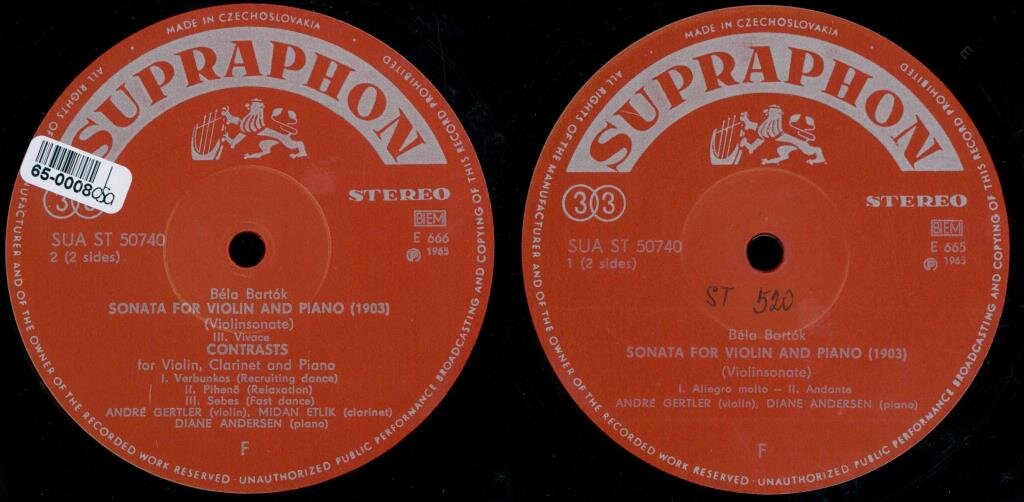 MADE IN CZECHOSLOVAKIA
ALL RIGHTS OF
MANUFACTURER AND OF THE OWNER OF THE RECORDED WORK RESERVED · UNAUTHORIZED PUBLIC PERFORMANCE BROADCASTING AND COPYING OF THIS RECORD PROHIBITED
SUPRAPHON
65-0008
33
STEREO
BIEM
SUA ST 50740
E 666
2 (2 sides)
Ⓟ 1965
Béla Bartók
SONATA FOR VIOLIN AND PIANO (1903)
(Violinsonate)
III. Vivace
CONTRASTS
for Violin, Clarinet and Piano
I. Verbunkos (Recruiting dance)
II. Pihenő (Relaxation)
III. Sebes (Fast dance)
ANDRÉ GERTLER (violin), MIDAN ETLIK (clarinet)
DIANE ANDERSEN (piano)
F
MADE IN CZECHOSLOVAKIA
ALL RIGHTS OF THE MANUFACTURER AND OF THE OWNER OF THE RECORDED WORK RESERVED · UNAUTHORIZED PUBLIC PERFORMANCE BROADCASTING AND COPYING OF THIS RECORD PROHIBITED
SUPRAPHON
33
STEREO
BIEM
SUA ST 50740
E 665
1 (2 sides)
Ⓟ 1965
ST 520
Béla Bartók
SONATA FOR VIOLIN AND PIANO (1903)
(Violinsonate)
I. Allegro molto – II. Andante
ANDRÉ GERTLER (violin), DIANE ANDERSEN (piano)
F